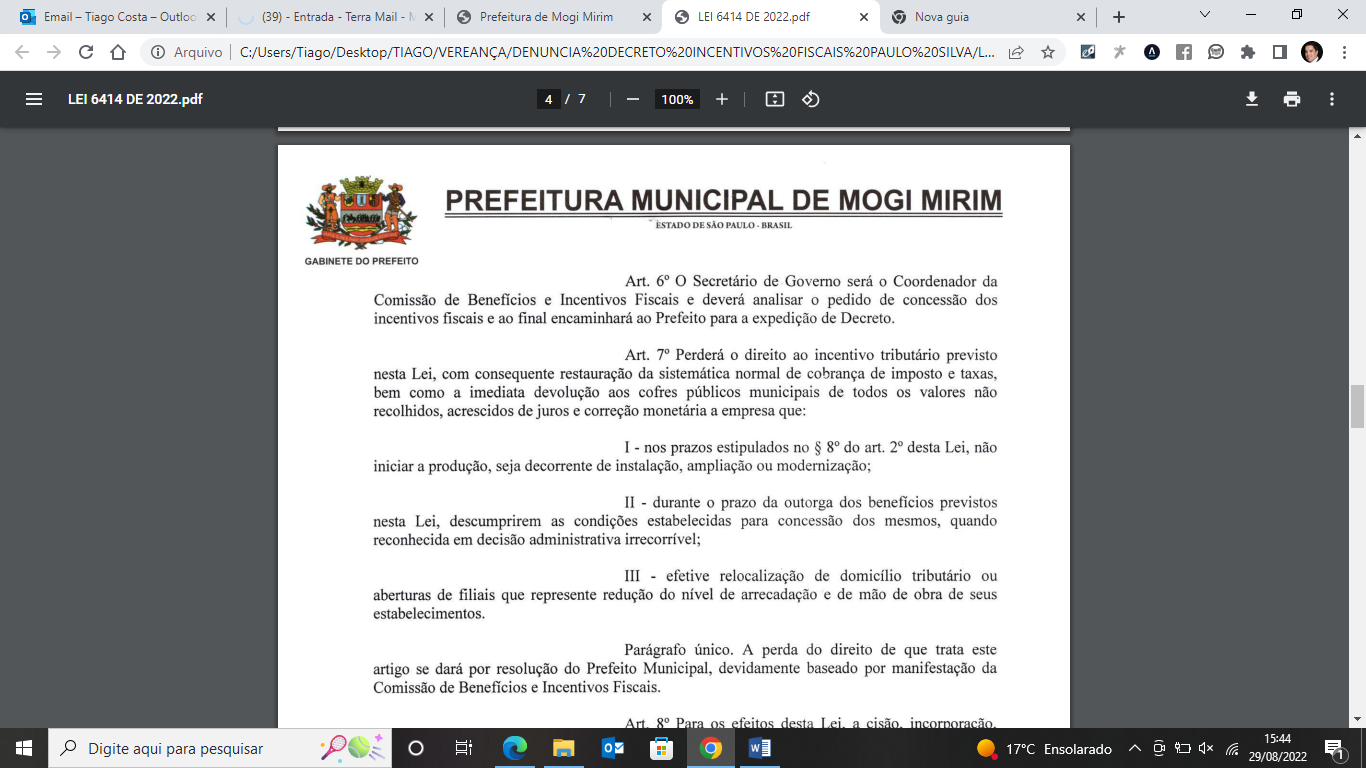 Email – Tiago Costa – Outloo
(39) - Entrada - Terra Mail - M
Prefeitura de Mogi Mirim
LEI 6414 DE 2022.pdf
Nova guia
Arquivo
C:/Users/Tiago/Desktop/TIAGO/VEREANÇA/DENUNCIA%20DECRETO%20INCENTIVOS%20FISCAIS%20PAULO%20SILVA/L...
LEI 6414 DE 2022.pdf
4 / 7
100%
PREFEITURA MUNICIPAL DE MOGI MIRIM
ESTADO DE SÃO PAULO - BRASIL
GABINETE DO PREFEITO
Art. 6º O Secretário de Governo será o Coordenador da
Comissão de Benefícios e Incentivos Fiscais e deverá analisar o pedido de concessão dos
incentivos fiscais e ao final encaminhará ao Prefeito para a expedição de Decreto.
Art. 7º Perderá o direito ao incentivo tributário previsto
nesta Lei, com consequente restauração da sistemática normal de cobrança de imposto e taxas,
bem como a imediata devolução aos cofres públicos municipais de todos os valores não
recolhidos, acrescidos de juros e correção monetária a empresa que:
I - nos prazos estipulados no § 8º do art. 2º desta Lei, não
iniciar a produção, seja decorrente de instalação, ampliação ou modernização;
II - durante o prazo da outorga dos benefícios previstos
nesta Lei, descumprirem as condições estabelecidas para concessão dos mesmos, quando
reconhecida em decisão administrativa irrecorrível;
III - efetive relocalização de domicílio tributário ou
aberturas de filiais que represente redução do nível de arrecadação e de mão de obra de seus
estabelecimentos.
Parágrafo único. A perda do direito de que trata este
artigo se dará por resolução do Prefeito Municipal, devidamente baseado por manifestação da
Comissão de Benefícios e Incentivos Fiscais.
Art. 8º Para os efeitos desta Lei, a cisão, incorporação,
Digite aqui para pesquisar
17°C Ensolarado
15:44
29/08/2022
1